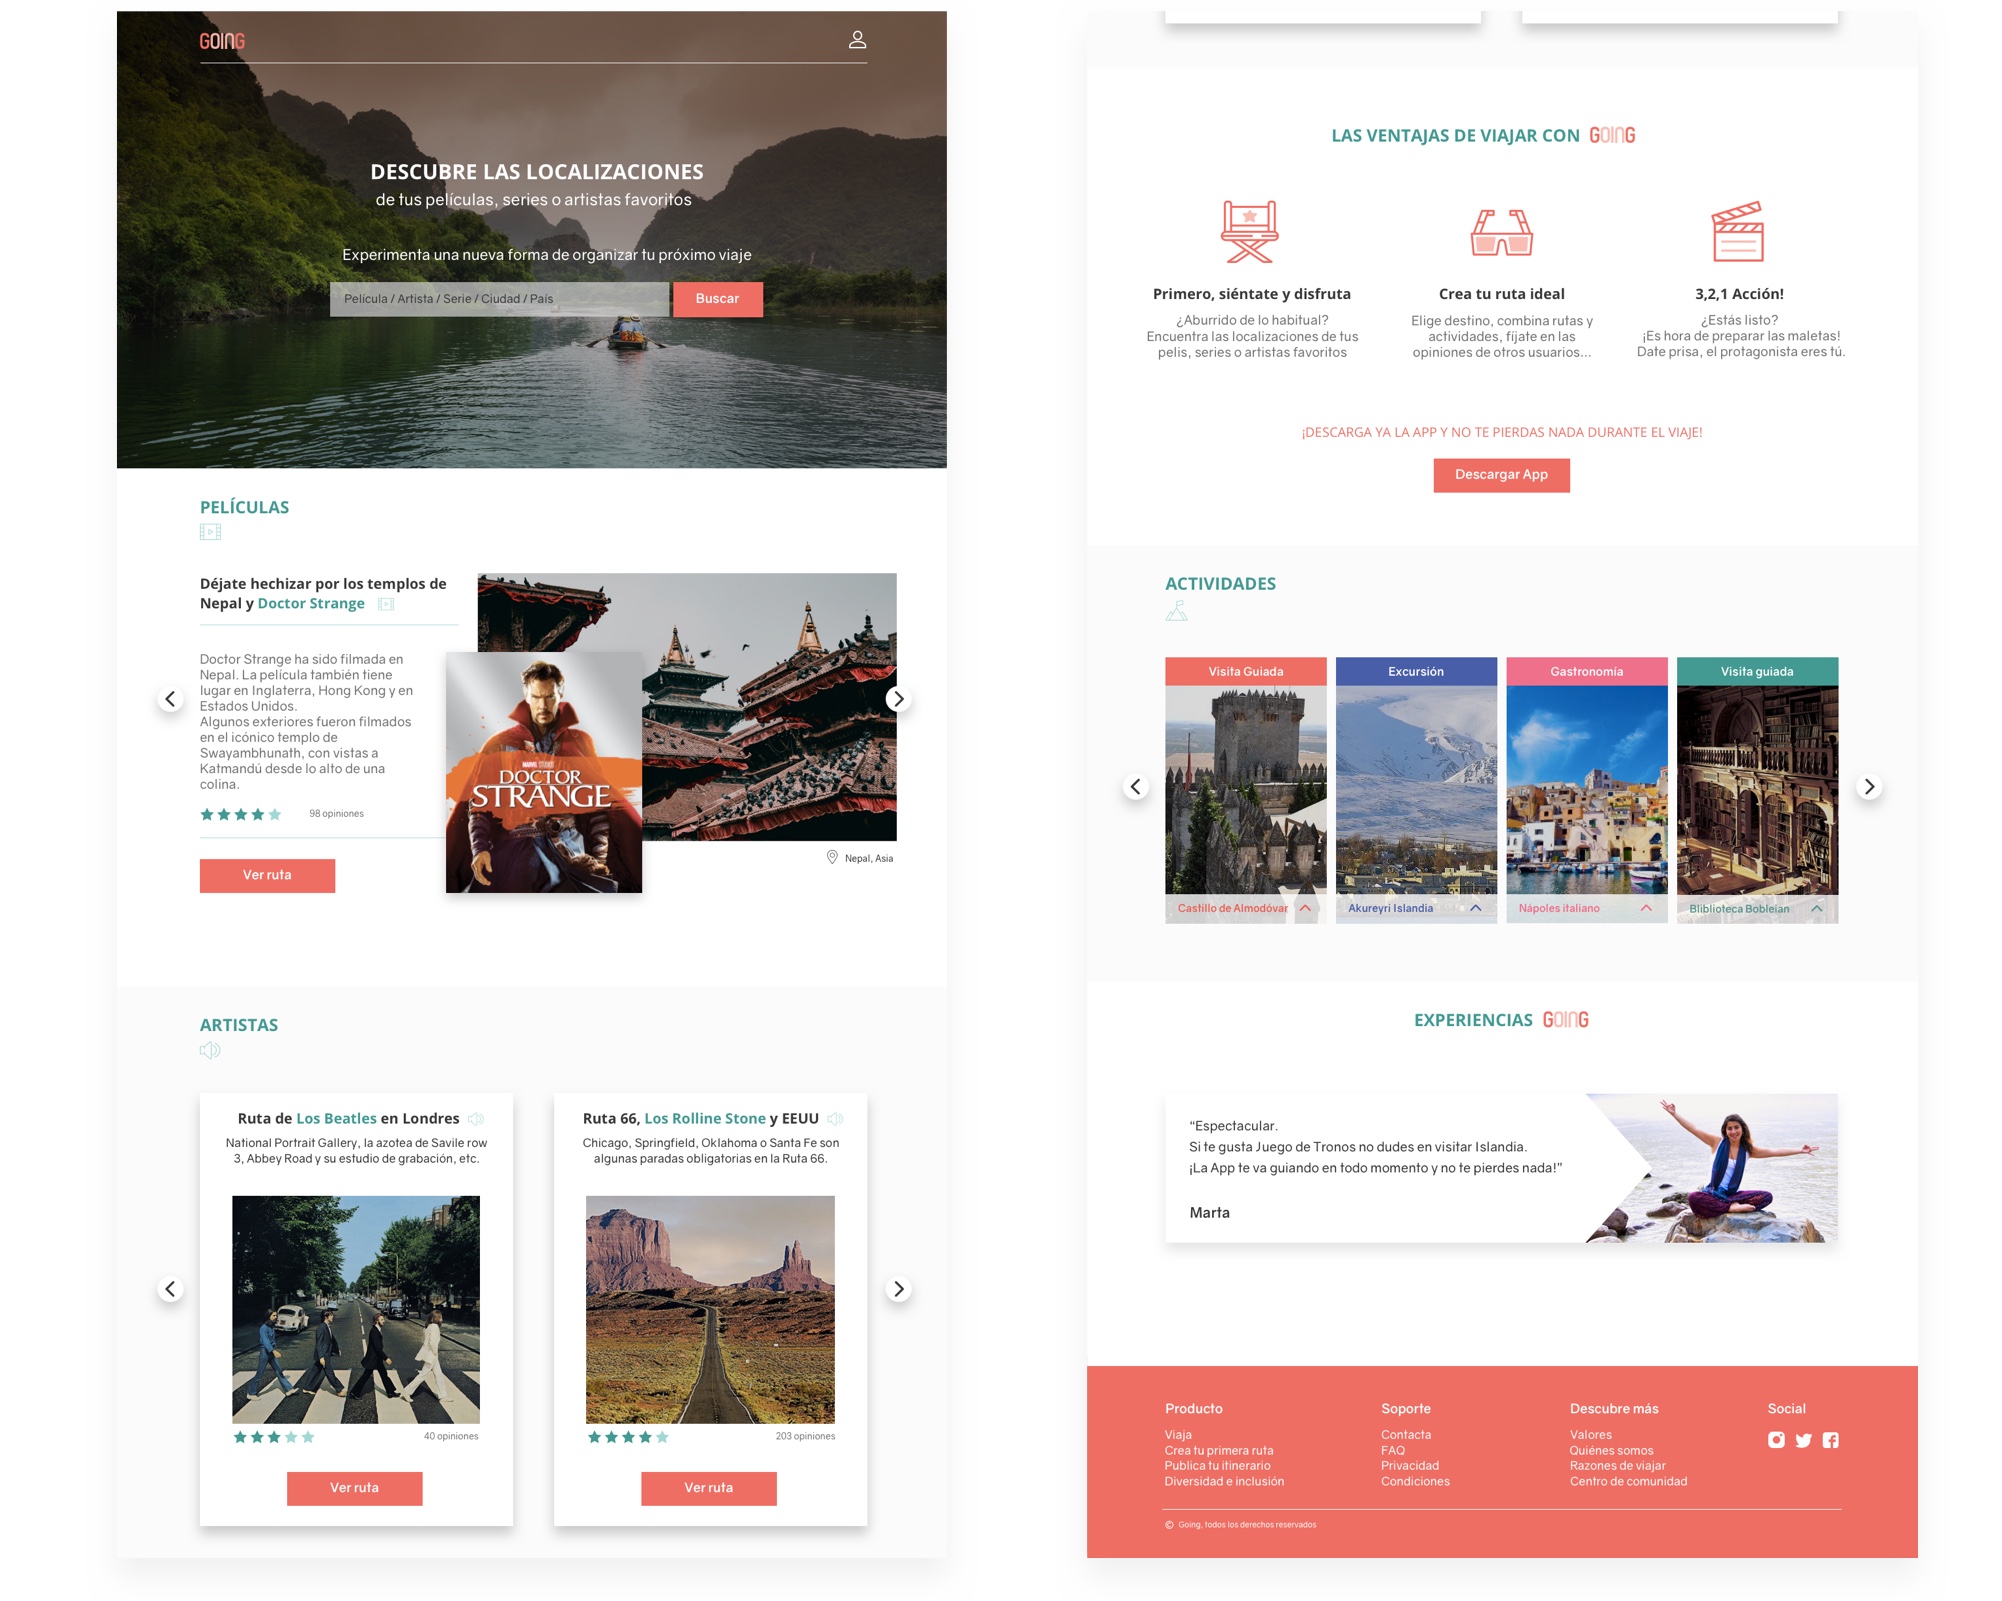 GOING
DESCUBRE LAS LOCALIZACIONES
de tus películas, series o artistas favoritos
Experimenta una nueva forma de organizar tu próximo viaje
Película / Artista / Serie / Ciudad / País
Buscar
PELÍCULAS
Déjate hechizar por los templos de
Nepal y Doctor Strange
Doctor Strange ha sido filmada en
Nepal. La película también tiene
lugar en Inglaterra, Hong Kong y en
Estados Unidos.
Algunos exteriores fueron filmados
en el icónico templo de
Swayambhunath, con vistas a
Katmandú desde lo alto de una
colina.
98 opiniones
Ver ruta
MARVEL STUDIOS
DOCTOR
STRANGE
Nepal, Asia
ARTISTAS
Ruta de Los Beatles en Londres
National Portrait Gallery, la azotea de Savile row
3, Abbey Road y su estudio de grabación, etc.
40 opiniones
Ver ruta
Ruta 66, Los Rolline Stone y EEUU
Chicago, Springfield, Oklahoma o Santa Fe son
algunas paradas obligatorias en la Ruta 66.
203 opiniones
Ver ruta
LAS VENTAJAS DE VIAJAR CON GOING
Primero, siéntate y disfruta
¿Aburrido de lo habitual?
Encuentra las localizaciones de tus
pelis, series o artistas favoritos
Crea tu ruta ideal
Elige destino, combina rutas y
actividades, fíjate en las
opiniones de otros usuarios...
3,2,1 Acción!
¿Estás listo?
¡Es hora de preparar las maletas!
Date prisa, el protagonista eres tú.
¡DESCARGA YA LA APP Y NO TE PIERDAS NADA DURANTE EL VIAJE!
Descargar App
ACTIVIDADES
Visita Guiada
Castillo de Almodóvar
Excursión
Akureyri Islandia
Gastronomía
Nápoles italiano
Visita guiada
Bliblioteca Bobleian
EXPERIENCIAS GOING
“Espectacular.
Si te gusta Juego de Tronos no dudes en visitar Islandia.
¡La App te va guiando en todo momento y no te pierdes nada!”
Marta
Producto
Viaja
Crea tu primera ruta
Publica tu itinerario
Diversidad e inclusión
Soporte
Contacta
FAQ
Privacidad
Condiciones
Descubre más
Valores
Quiénes somos
Razones de viajar
Centro de comunidad
Social
© Going, todos los derechos reservados